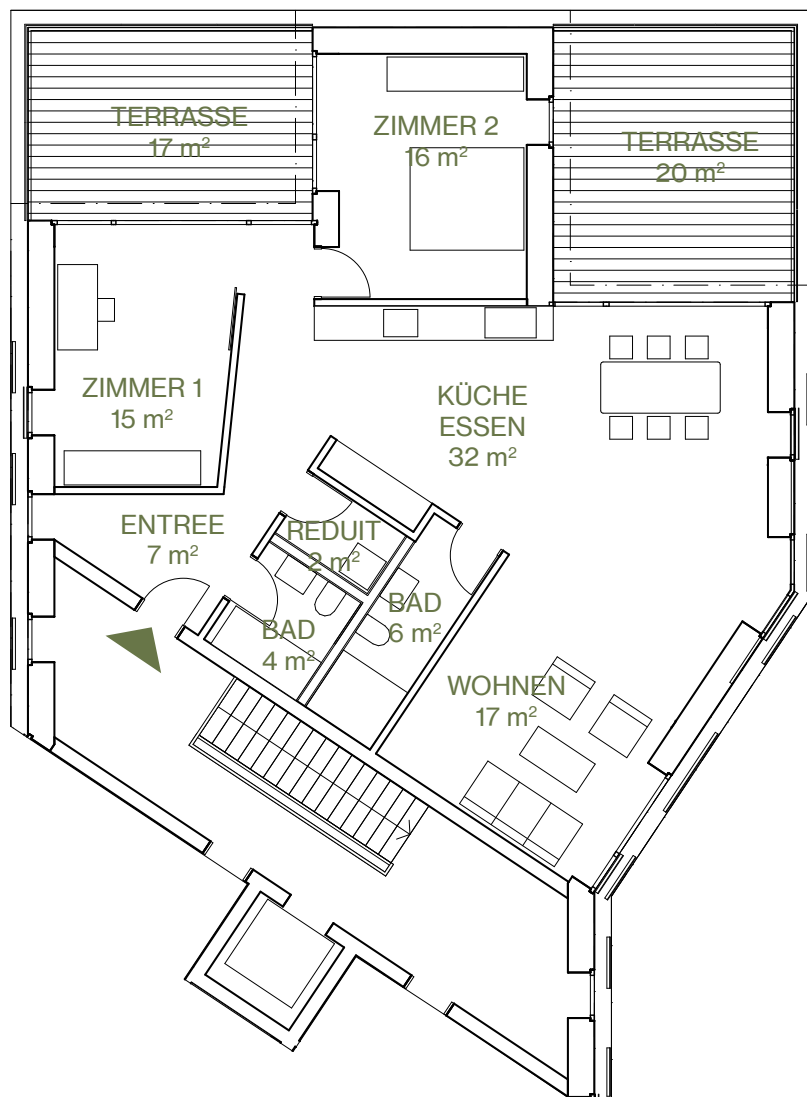 TERRASSE
17 m²
ZIMMER 2
16 m²
TERRASSE
20 m²
ZIMMER 1
15 m²
KÜCHE
ESSEN
32 m²
ENTREE
7 m²
REDUIT
2 m²
BAD
4 m²
BAD
6 m²
WOHNEN
17 m²